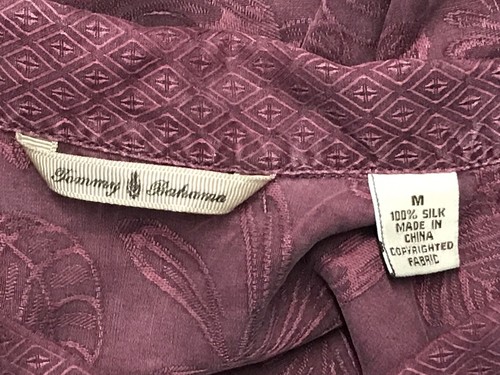 Tommy Bahama
M
100% SILK
MADE IN
CHINA
COPYRIGHTED
FABRIC